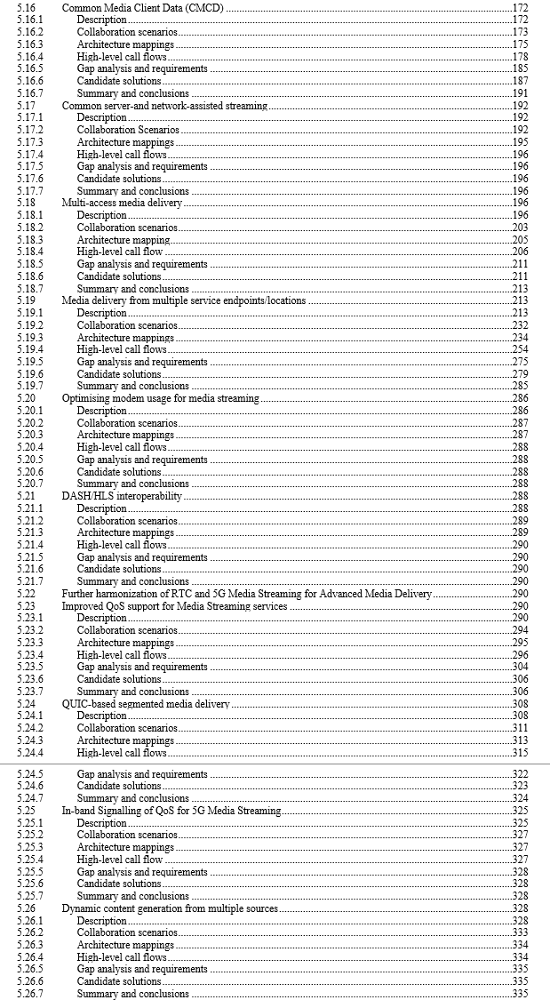 5.16 Common Media Client Data (CMCD) 172
5.16.1 Description 172
5.16.2 Collaboration scenarios 173
5.16.3 Architecture mappings 175
5.16.4 High-level call flows 178
5.16.5 Gap analysis and requirements 185
5.16.6 Candidate solutions 187
5.16.7 Summary and conclusions 191
5.17 Common server-and network-assisted streaming 192
5.17.1 Description 192
5.17.2 Collaboration Scenarios 192
5.17.3 Architecture mappings 195
5.17.4 High-level call flows 196
5.17.5 Gap analysis and requirements 196
5.17.6 Candidate solutions 196
5.17.7 Summary and conclusions 196
5.18 Multi-access media delivery 196
5.18.1 Description 196
5.18.2 Collaboration scenarios 203
5.18.3 Architecture mapping 205
5.18.4 High-level call flow 206
5.18.5 Gap analysis and requirements 211
5.18.6 Candidate solutions 211
5.18.7 Summary and conclusions 213
5.19 Media delivery from multiple service endpoints/locations 213
5.19.1 Description 213
5.19.2 Collaboration scenarios 232
5.19.3 Architecture mappings 234
5.19.4 High-level call flows 254
5.19.5 Gap analysis and requirements 275
5.19.6 Candidate solutions 279
5.19.7 Summary and conclusions 285
5.20 Optimising modem usage for media streaming 286
5.20.1 Description 286
5.20.2 Collaboration scenarios 287
5.20.3 Architecture mappings 287
5.20.4 High-level call flows 288
5.20.5 Gap analysis and requirements 288
5.20.6 Candidate solutions 288
5.20.7 Summary and conclusions 288
5.21 DASH/HLS interoperability 288
5.21.1 Description 288
5.21.2 Collaboration scenarios 289
5.21.3 Architecture mappings 289
5.21.4 High-level call flows 290
5.21.5 Gap analysis and requirements 290
5.21.6 Candidate solutions 290
5.21.7 Summary and conclusions 290
5.22 Further harmonization of RTC and 5G Media Streaming for Advanced Media Delivery 290
5.23 Improved QoS support for Media Streaming services 290
5.23.1 Description 290
5.23.2 Collaboration scenarios 294
5.23.3 Architecture mappings 295
5.23.4 High-level call flows 296
5.23.5 Gap analysis and requirements 304
5.23.6 Candidate solutions 306
5.23.7 Summary and conclusions 306
5.24 QUIC-based segmented media delivery 308
5.24.1 Description 308
5.24.2 Collaboration scenarios 311
5.24.3 Architecture mappings 313
5.24.4 High-level call flows 315
5.24.5 Gap analysis and requirements 322
5.24.6 Candidate solutions 323
5.24.7 Summary and conclusions 324
5.25 In-band Signalling of QoS for 5G Media Streaming 325
5.25.1 Description 325
5.25.2 Collaboration scenarios 327
5.25.3 Architecture mappings 327
5.25.4 High-level call flow 327
5.25.5 Gap analysis and requirements 328
5.25.6 Candidate solutions 328
5.25.7 Summary and conclusions 328
5.26 Dynamic content generation from multiple sources 328
5.26.1 Description 328
5.26.2 Collaboration scenarios 333
5.26.3 Architecture mappings 334
5.26.4 High-level call flows 334
5.26.5 Gap analysis and requirements 335
5.26.6 Candidate solutions 335
5.26.7 Summary and conclusions 335